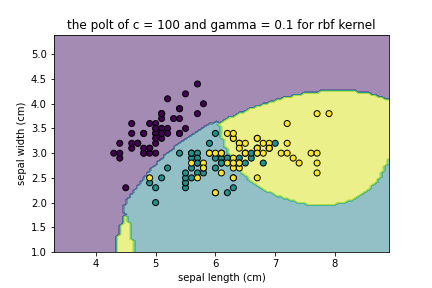 the polt of c = 100 and gamma = 0.1 for rbf kernel
5.0
4.5
4.0
3.5
3.0
2.5
2.0
1.5
1.0
sepal width (cm)
4 5 6 7 8
sepal length (cm)